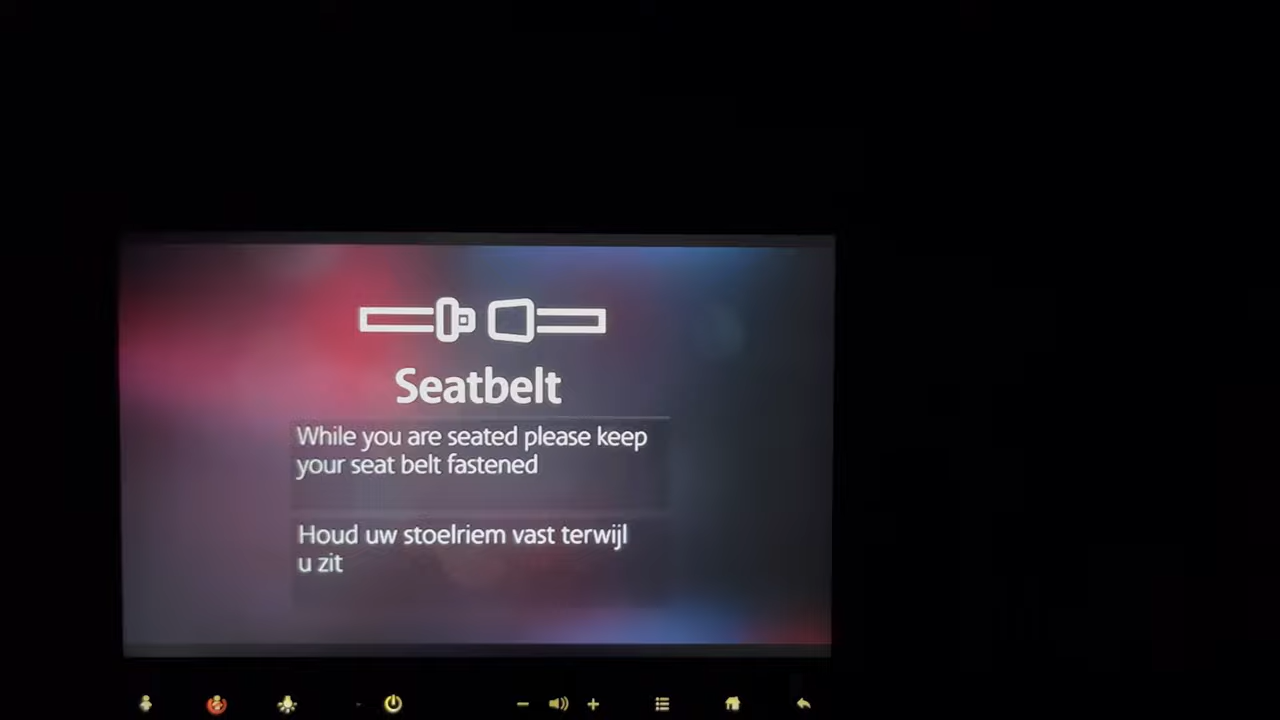 Seatbelt
While you are seated please keep
your seat belt fastened
Houd uw stoelriem vast terwijl
u zit